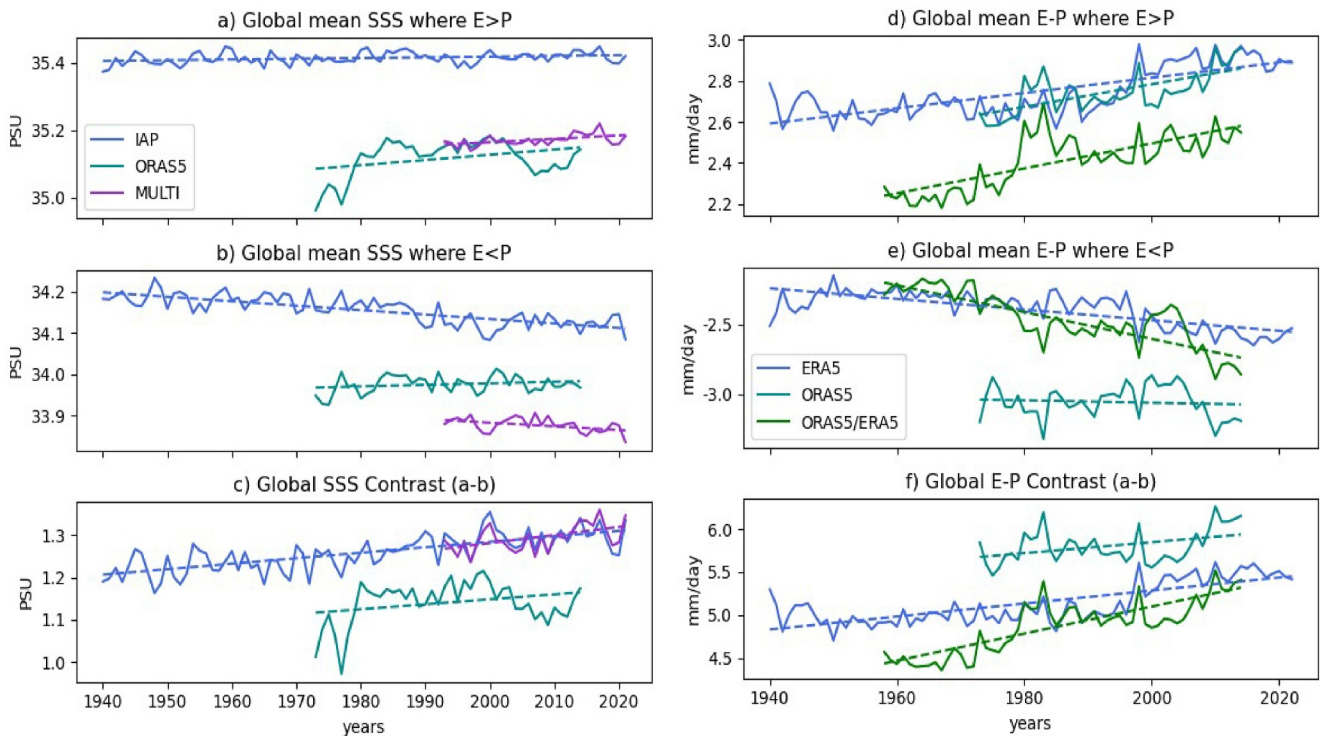 a) Global mean SSS where E>P
PSU
35.4
35.2
35.0
IAP
ORAS5
MULTI
b) Global mean SSS where E<P
PSU
34.2
34.1
34.0
33.9
c) Global SSS Contrast (a-b)
PSU
1.3
1.2
1.1
1.0
1940 1950 1960 1970 1980 1990 2000 2010 2020
years
d) Global mean E-P where E>P
mm/day
3.0
2.8
2.6
2.4
2.2
e) Global mean E-P where E<P
mm/day
-2.5
-3.0
ERA5
ORAS5
ORAS5/ERA5
f) Global E-P Contrast (a-b)
mm/day
6.0
5.5
5.0
4.5
1940 1960 1980 2000 2020
years